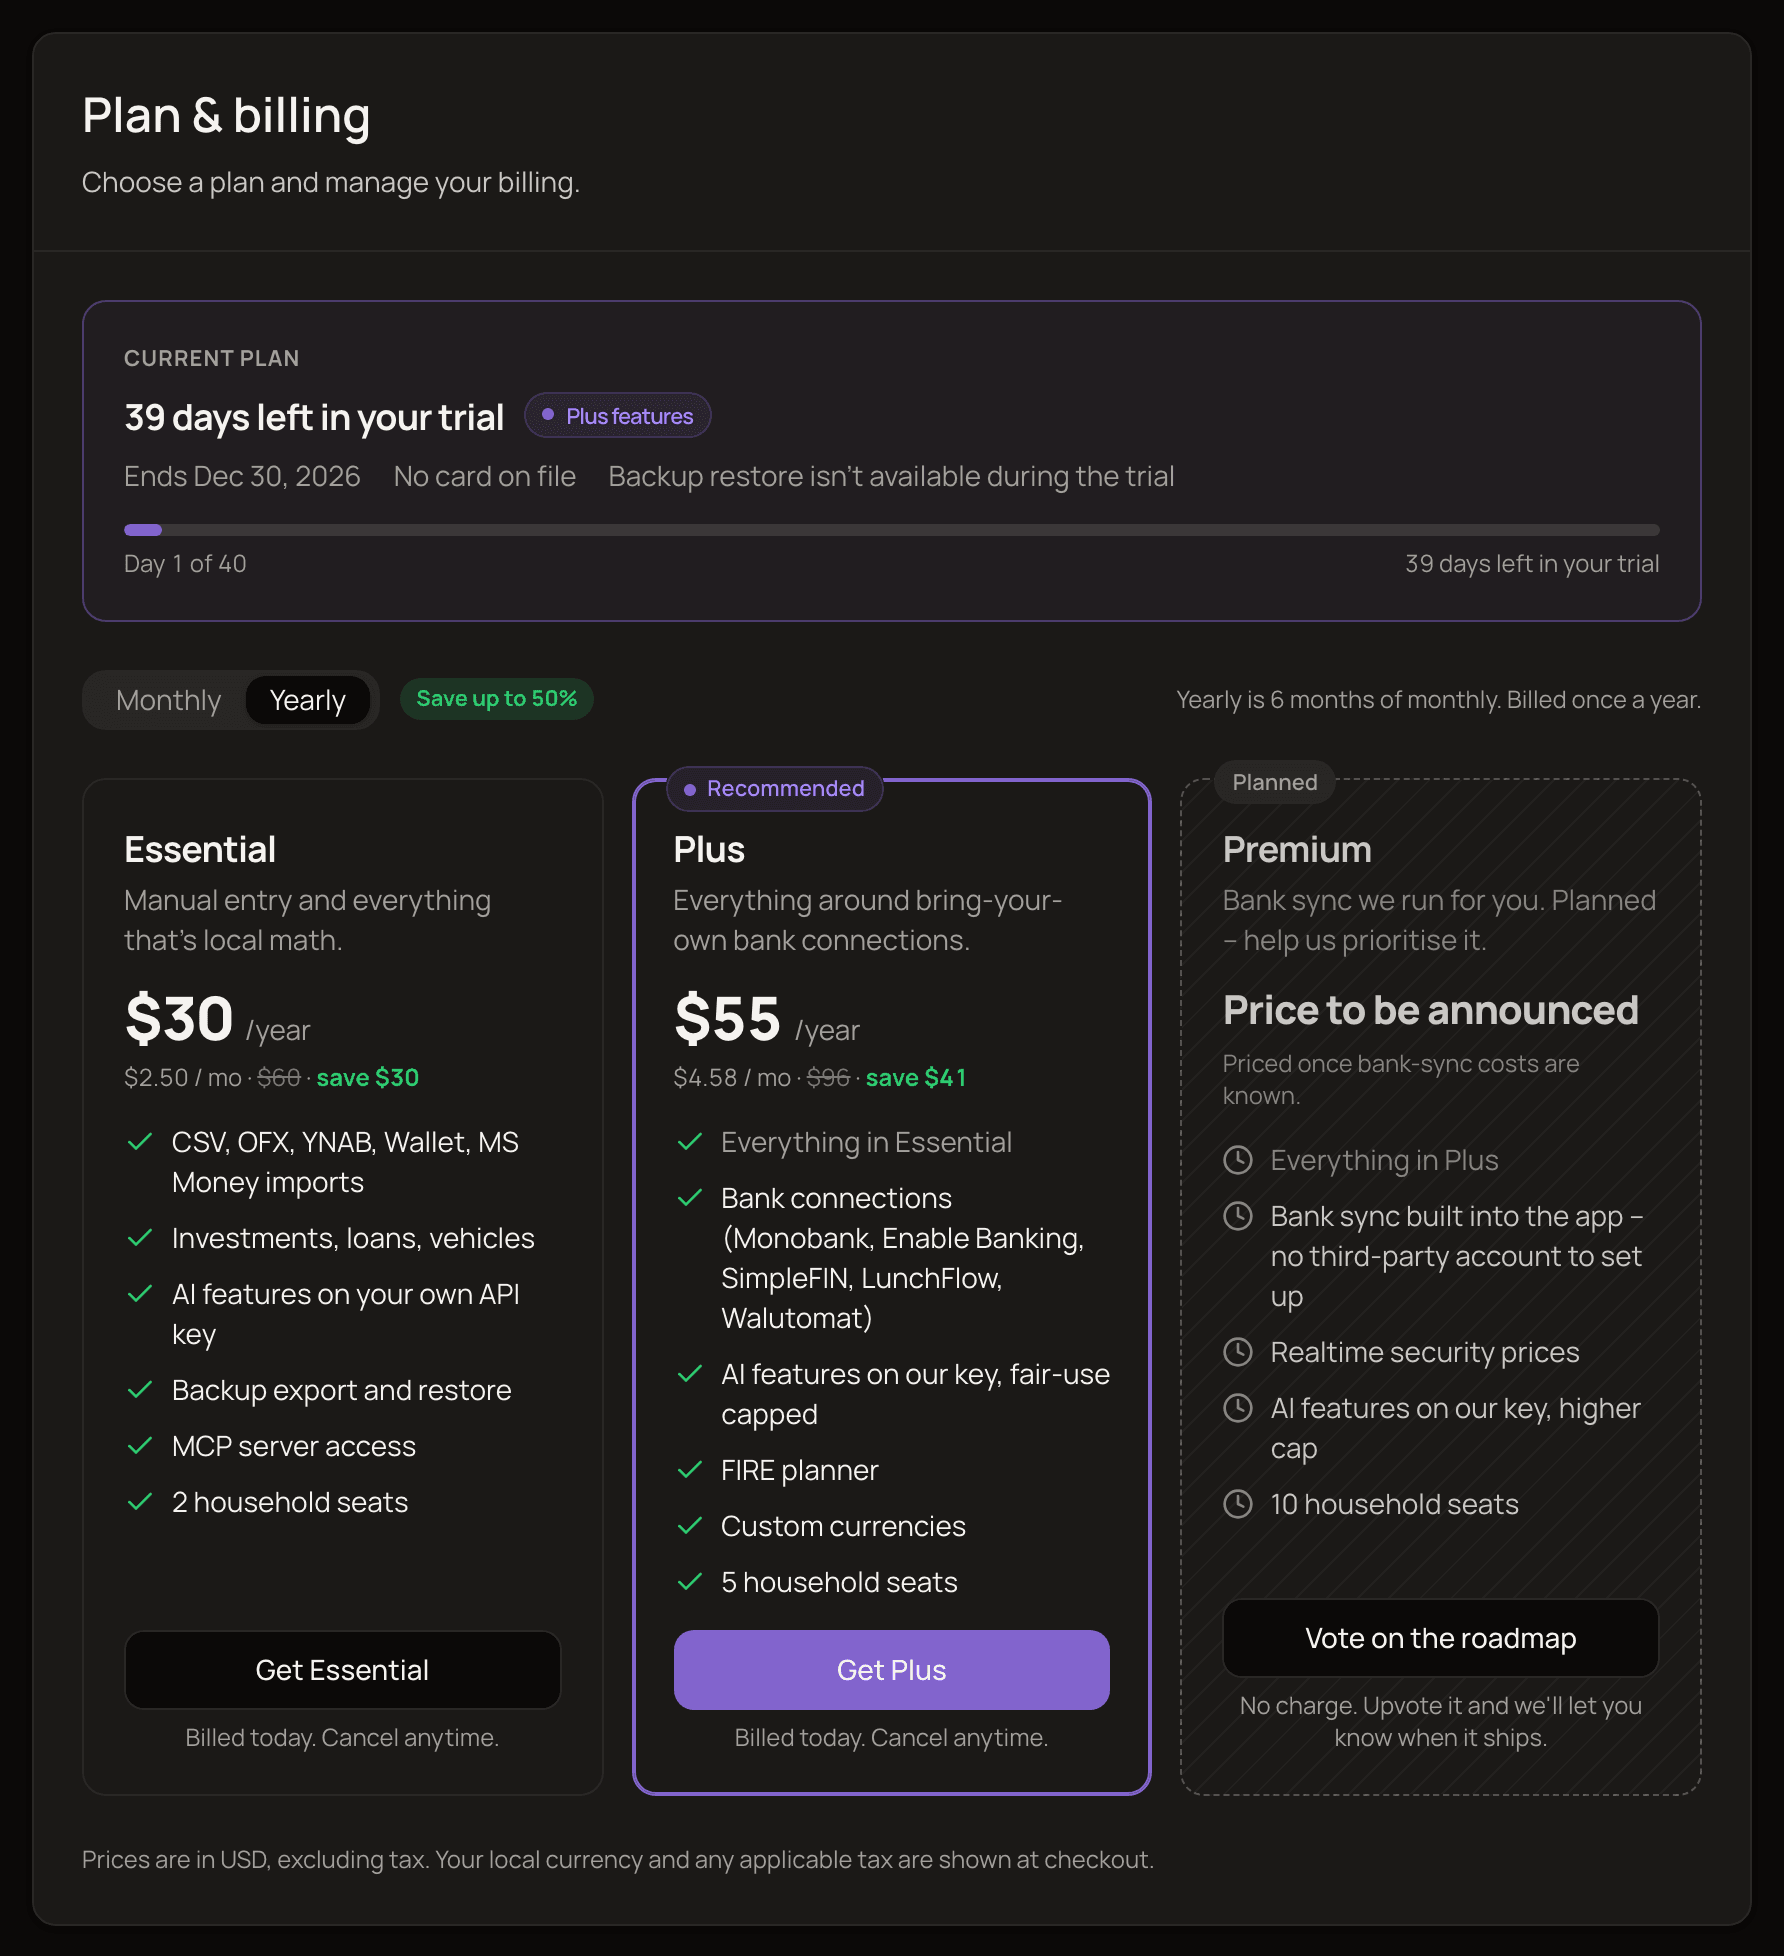 Plan & billing
Choose a plan and manage your billing.
CURRENT PLAN
39 days left in your trial
Plus features
Ends Dec 30, 2026 No card on file Backup restore isn't available during the trial
Day 1 of 40
39 days left in your trial
Monthly Yearly
Save up to 50%
Yearly is 6 months of monthly. Billed once a year.
Essential
Manual entry and everything
that's local math.
$30 /year
$2.50 / mo · $60 · save $30
CSV, OFX, YNAB, Wallet, MS
Money imports
Investments, loans, vehicles
AI features on your own API
key
Backup export and restore
MCP server access
2 household seats
Get Essential
Billed today. Cancel anytime.
Recommended
Plus
Everything around bring-your-
own bank connections.
$55 /year
$4.58 / mo · $96 · save $41
Everything in Essential
Bank connections
(Monobank, Enable Banking,
SimpleFIN, LunchFlow,
Walutomat)
AI features on our key, fair-use
capped
FIRE planner
Custom currencies
5 household seats
Get Plus
Billed today. Cancel anytime.
Planned
Premium
Bank sync we run for you. Planned
– help us prioritise it.
Price to be announced
Priced once bank-sync costs are
known.
Everything in Plus
Bank sync built into the app –
no third-party account to set
up
Realtime security prices
AI features on our key, higher
cap
10 household seats
Vote on the roadmap
No charge. Upvote it and we'll let you
know when it ships.
Prices are in USD, excluding tax. Your local currency and any applicable tax are shown at checkout.